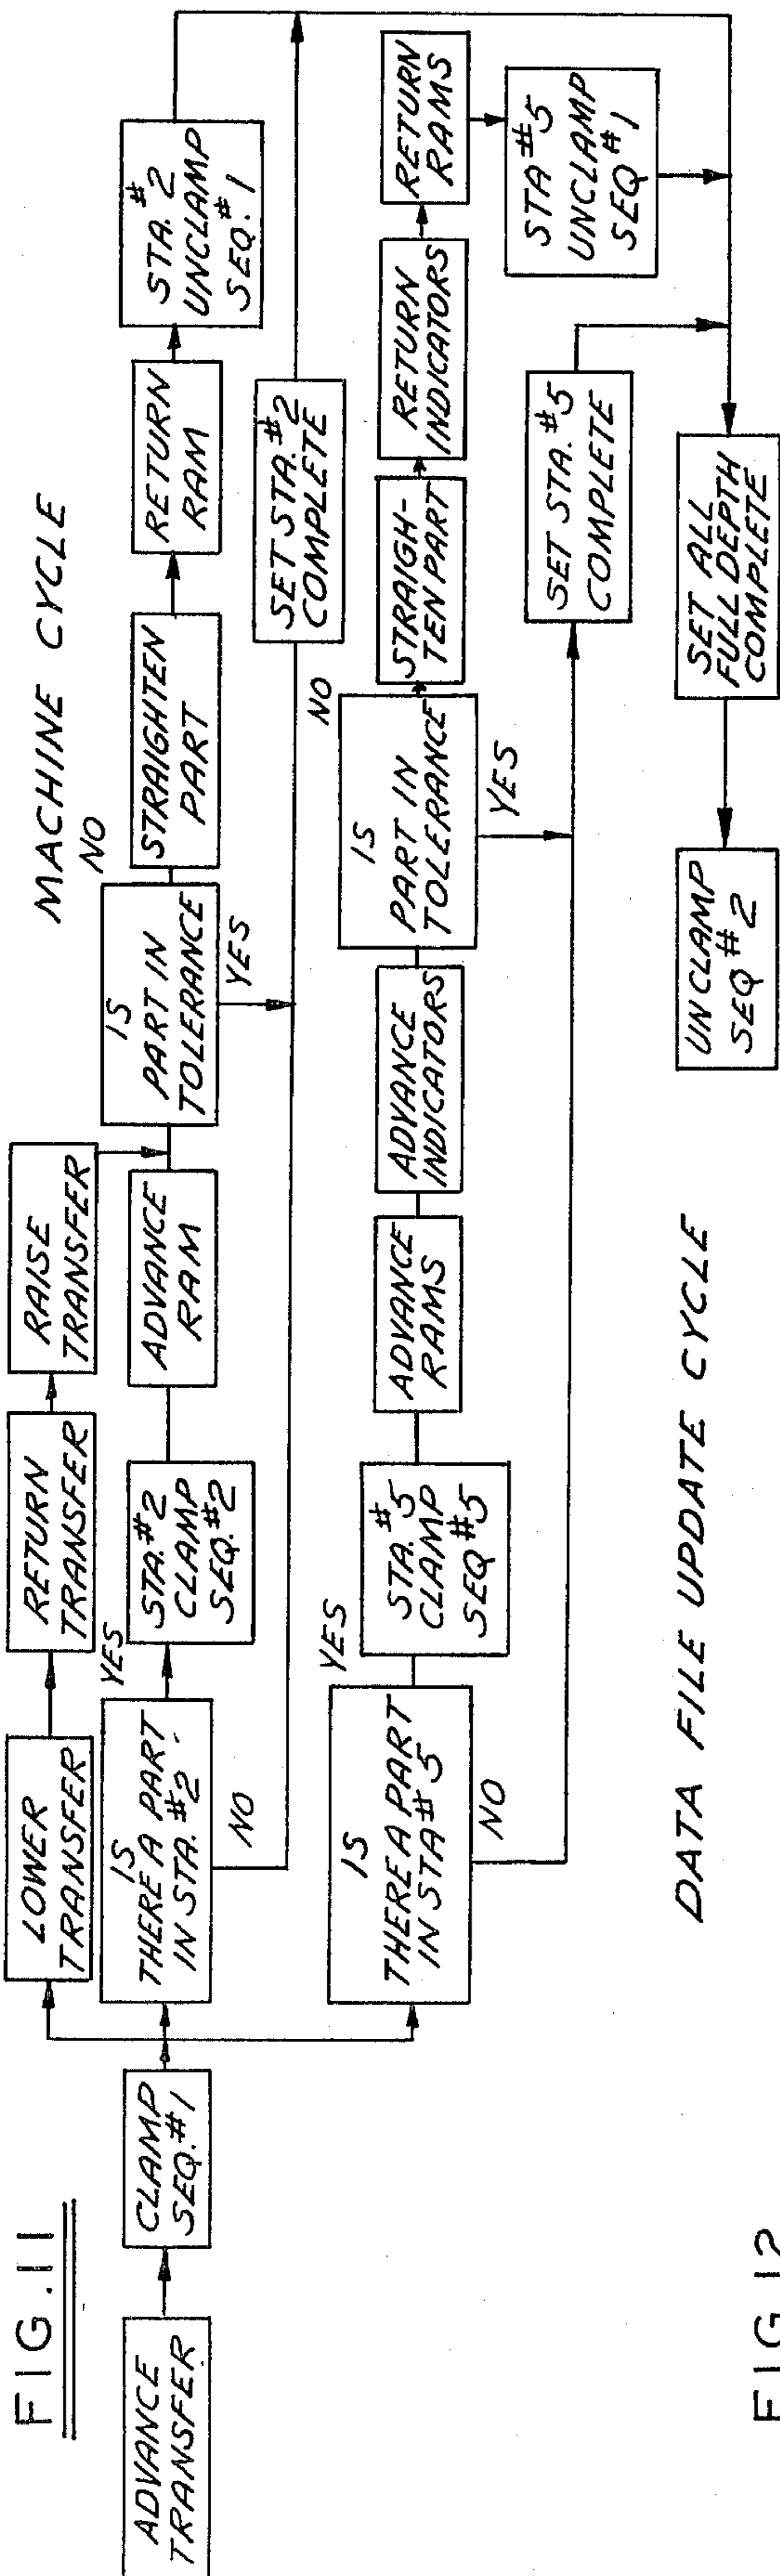 FIG.11
MACHINE CYCLE
ADVANCE
TRANSFER
CLAMP
SEQ.#1
LOWER
TRANSFER
RETURN
TRANSFER
RAISE
TRANSFER
IS
THERE A PART
IN STA.#2
YES
NO
STA.#2
CLAMP
SEQ.#2
ADVANCE
RAM
IS
PART IN
TOLERANCE
NO
YES
STRAIGHTEN
PART
RETURN
RAM
STA.#2
UNCLAMP
SEQ.#1
SET STA.#2
COMPLETE
IS
THERE A PART
IN STA#5
YES
NO
STA.#5
CLAMP
SEQ#5
ADVANCE
RAMS
ADVANCE
INDICATORS
IS
PART IN
TOLERANCE
NO
YES
STRAIGH-
TEN PART
RETURN
INDICATORS
RETURN
RAMS
STA#5
UNCLAMP
SEQ#1
SET STA.#5
COMPLETE
SET ALL
FULL DEPTH
COMPLETE
UNCLAMP
SEQ#2
DATA FILE UPDATE CYCLE
FIG.12